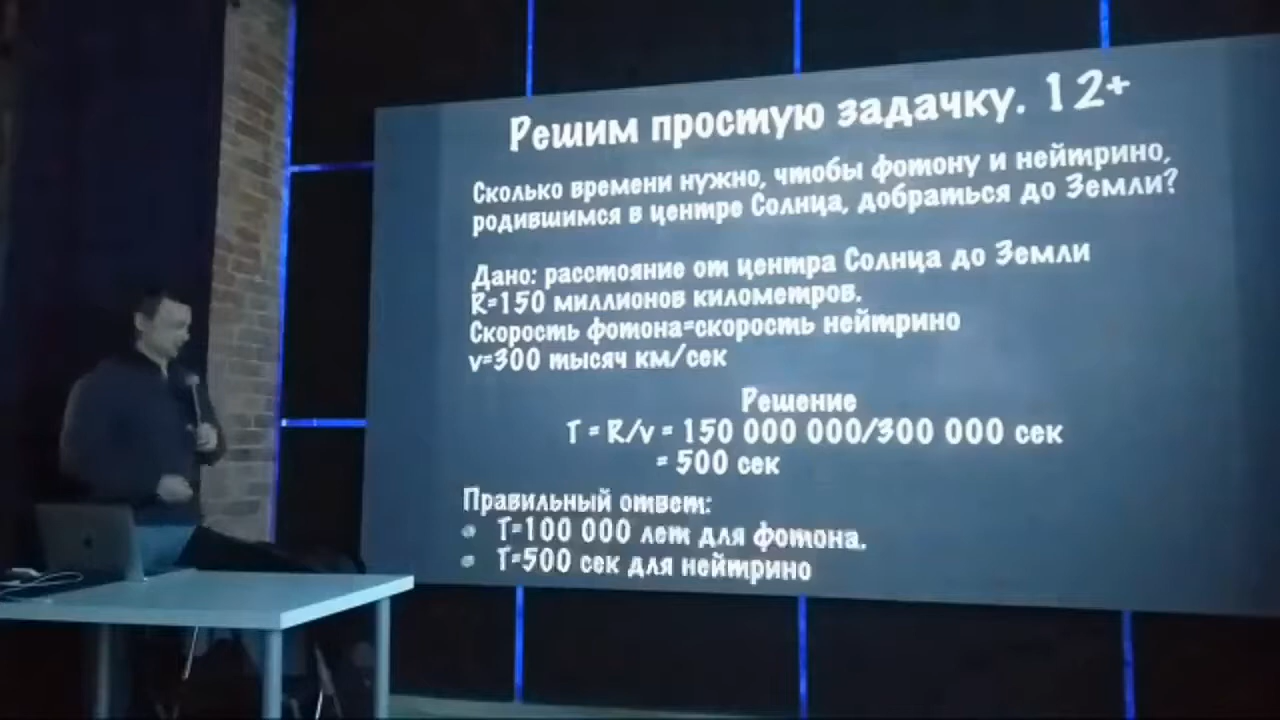 Решим простую задачку. 12+
Сколько времени нужно, чтобы фотону и нейтрино,
родившимся в центре Солнца, добраться до Земли?
Дано: расстояние от центра Солнца до Земли
R=150 миллионов километров.
Скорость фотона=скорость нейтрино
v=300 тысяч км/сек
Решение
T = R/v = 150 000 000/300 000 сек
= 500 сек
Правильный ответ:
• T=100 000 лет для фотона.
• T=500 сек для нейтрино